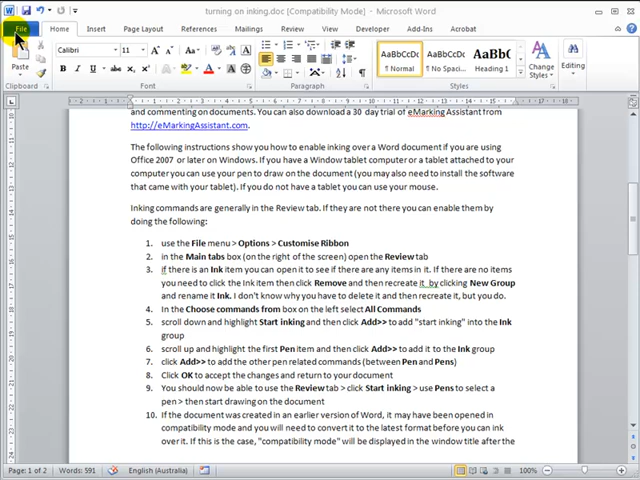 turning on inking.doc [Compatibility Mode] - Microsoft Word
File Home Insert Page Layout References Mailings Review View Developer Add-Ins Acrobat
Calibri 11 AaBbCcDc AaBbCcDc AaBbCc
Paste B I U abc x₂ x² ¶ Normal ¶ No Spaci... Heading 1 Change Styles Editing
Clipboard Font Paragraph Styles
and commenting on documents. You can also download a 30 day trial of eMarking Assistant from
http://eMarkingAssistant.com.
The following instructions show you how to enable inking over a Word document if you are using
Office 2007 or later on Windows. If you have a Window tablet computer or a tablet attached to your
computer you can use your pen to draw on the document (you may also need to install the software
that came with your tablet). If you do not have a tablet you can use your mouse.
Inking commands are generally in the Review tab. If they are not there you can enable them by
doing the following:
1. use the File menu > Options > Customise Ribbon
2. in the Main tabs box (on the right of the screen) open the Review tab
3. if there is an Ink item you can open it to see if there are any items in it. If there are no items
you need to click the Ink item then click Remove and then recreate it by clicking New Group
and rename it Ink. I don't know why you have to delete it and then recreate it, but you do.
4. In the Choose commands from box on the left select All Commands
5. scroll down and highlight Start inking and then click Add>> to add "start inking" into the Ink
group
6. scroll up and highlight the first Pen item and then click Add>> to add it to the Ink group
7. click Add>> to add the other pen related commands (between Pen and Pens)
8. Click OK to accept the changes and return to your document
9. You should now be able to use the Review tab > click Start inking > use Pens to select a
pen > then start drawing on the document
10. If the document was created in an earlier version of Word, it may have been opened in
compatibility mode and you will need to convert it to the latest format before you can ink
over it. If this is the case, "compatibility mode" will be displayed in the window title after the
Page: 1 of 2 Words: 591 English (Australia) 100%